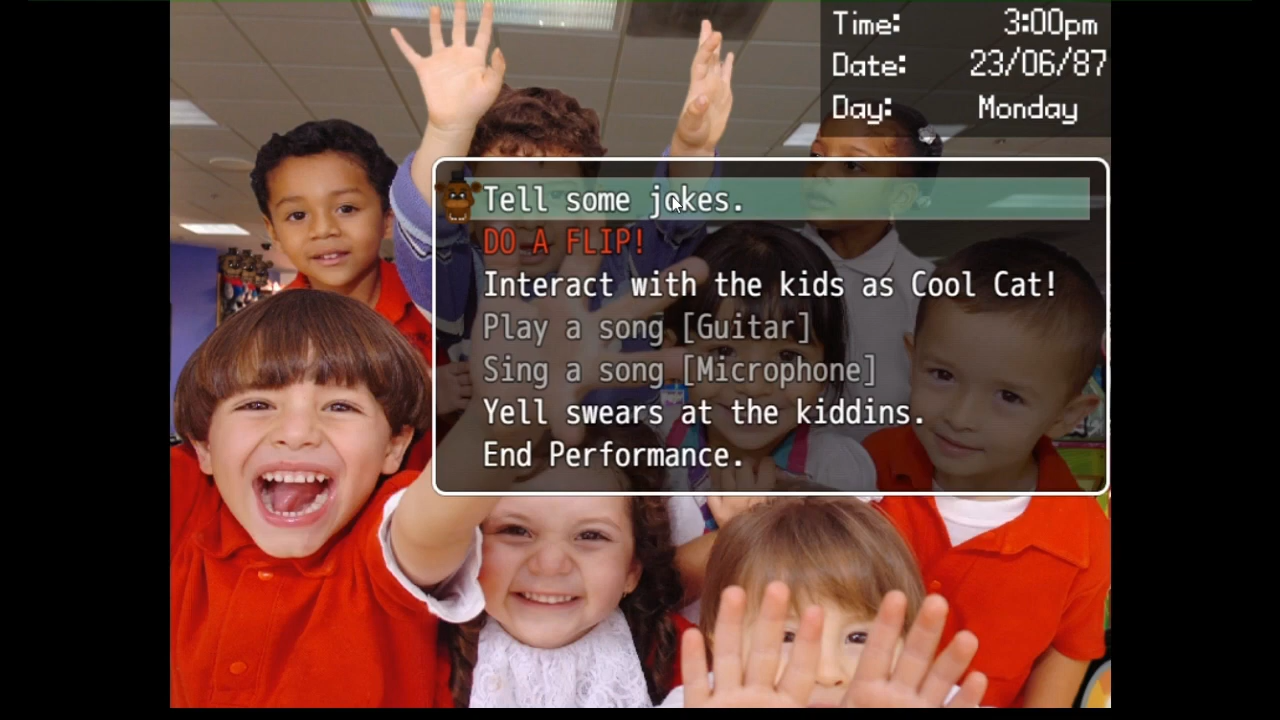 Time: 3:00pm
Date: 23/06/87
Day: Monday
Tell some jokes.
DO A FLIP!
Interact with the kids as Cool Cat!
Play a song [Guitar]
Sing a song [Microphone]
Yell swears at the kiddins.
End Performance.